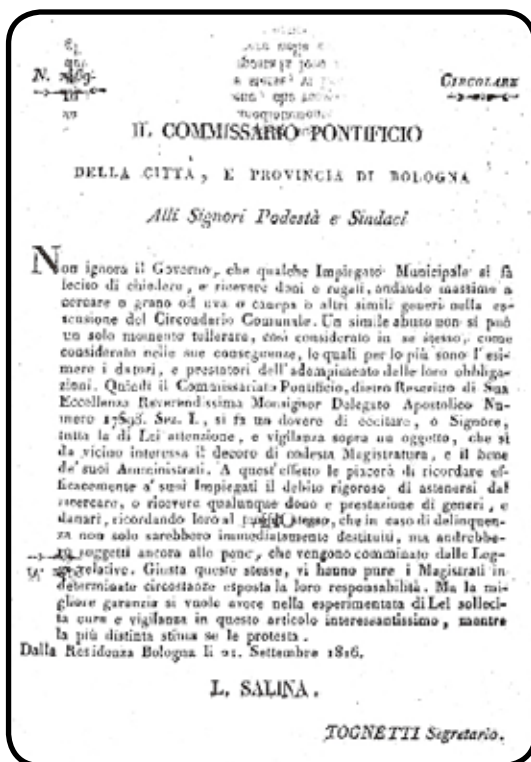 N.
CIRCOLARE
IL COMMISSARIO PONTIFICIO
DELLA CITTÀ, E PROVINCIA DI BOLOGNA
Alli Signori Podestà e Sindaci
Non ignora il Governo, che qualche Impiegato Municipale si fà
lecito di chiedere, e ricevere doni e regali, andando massime a
cercare o grano od uva o canepa o altri simili generi nella
del Circondario Comunale. Un simile abuso non si può
un solo momento tollerare, così considerato in se stesso, come
considerato nelle sue conseguenze, le quali per lo più sono l'esi-
mere i datori, e prestatori dell'adempimento delle loro obbliga-
zioni. Quindi il Commissariato Pontificio, dietro Rescritto di Sua
Eccellenza Reverendissima Monsignor Delegato Apostolico Nu-
mero Sez. I., si fa un dovere di eccitare, o Signore,
tutta la di Lei attenzione, e vigilanza sopra un oggetto, che sì
da vicino interessa il decoro di codesta Magistratura, e il bene
de' suoi Amministrati. A quest'effetto le piacerà di ricordare ef-
ficacemente a' suoi Impiegati il debito rigoroso di astenersi dal
ricercare, o ricevere qualunque dono e prestazione di generi, e
danari, ricordando loro al stesso, che in caso di delinquen-
za non solo sarebbero immediatamente destituiti, ma andrebbe-
ro soggetti ancora alle pene, che vengono comminate dalle Leg-
gi relative. Giusta queste stesse, vi hanno pure i Magistrati in
determinate circostanze esposta la loro responsabilità. Ma la mi-
gliore garanzia si vuole avere nella esperimentata di Lei solleci-
ta cura e vigilanza in questo articolo interessantissimo, mentre
la più distinta stima se le protesta.
Dalla Residenza Bologna li 21. Settembre 1816.
L. SALINA.
TOGNETTI Segretario.